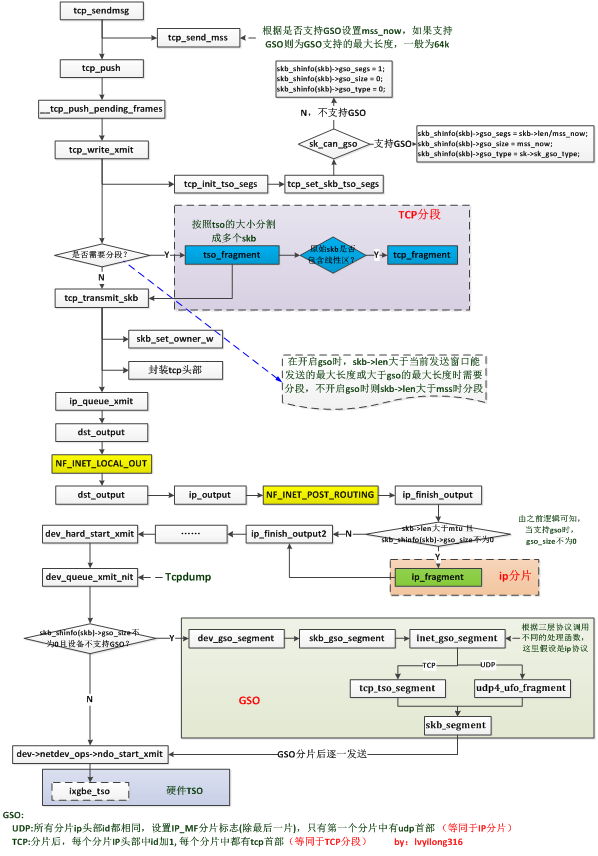 tcp_sendmsg
tcp_send_mss
根据是否支持GSO设置mss_now，如果支持
GSO则为GSO支持的最大长度，一般为64k
tcp_push
skb_shinfo(skb)->gso_segs = 1;
skb_shinfo(skb)->gso_size = 0;
skb_shinfo(skb)->gso_type = 0;
__tcp_push_pending_frames
N，不支持GSO
tcp_write_xmit
sk_can_gso
支持GSO
skb_shinfo(skb)->gso_segs = skb->len/mss_now;
skb_shinfo(skb)->gso_size = mss_now;
skb_shinfo(skb)->gso_type = sk->sk_gso_type;
tcp_init_tso_segs
tcp_set_skb_tso_segs
TCP分段
按照tso的大小分割
成多个skb
是否需要分段？
Y
tso_fragment
原始skb是否
包含线性区？
Y
tcp_fragment
N
tcp_transmit_skb
skb_set_owner_w
封装tcp头部
在开启gso时，skb->len大于当前发送窗口能
发送的最大长度或大于gso的最大长度时需要
分段，不开启gso时则skb->len大于mss时分段
ip_queue_xmit
dst_output
NF_INET_LOCAL_OUT
dst_output
ip_output
NF_INET_POST_ROUTING
ip_finish_output
dev_hard_start_xmit
……
ip_finish_output2
N
skb->len大于mtu 且
skb_shinfo(skb)->gso_size不为0
由之前逻辑可知，
当支持gso时，
gso_size不为0
Y
dev_queue_xmit_nit
Tcpdump
ip_fragment
ip分片
skb_shinfo(skb)->gso_size不
为0且设备不支持GSO？
Y
dev_gso_segment
skb_gso_segment
inet_gso_segment
根据三层协议调用
不同的处理函数，
这里假设是ip协议
TCP
UDP
N
GSO
tcp_tso_segment
udp4_ufo_fragment
skb_segment
dev->netdev_ops->ndo_start_xmit
GSO分片后逐一发送
ixgbe_tso
硬件TSO
GSO:
UDP:所有分片ip头部id都相同，设置IP_MF分片标志(除最后一片)，只有第一个分片中有udp首部（等同于IP分片）
TCP:分片后，每个分片IP头部中id加1, 每个分片中都有tcp首部（等同于TCP分段） by：lvyilong316